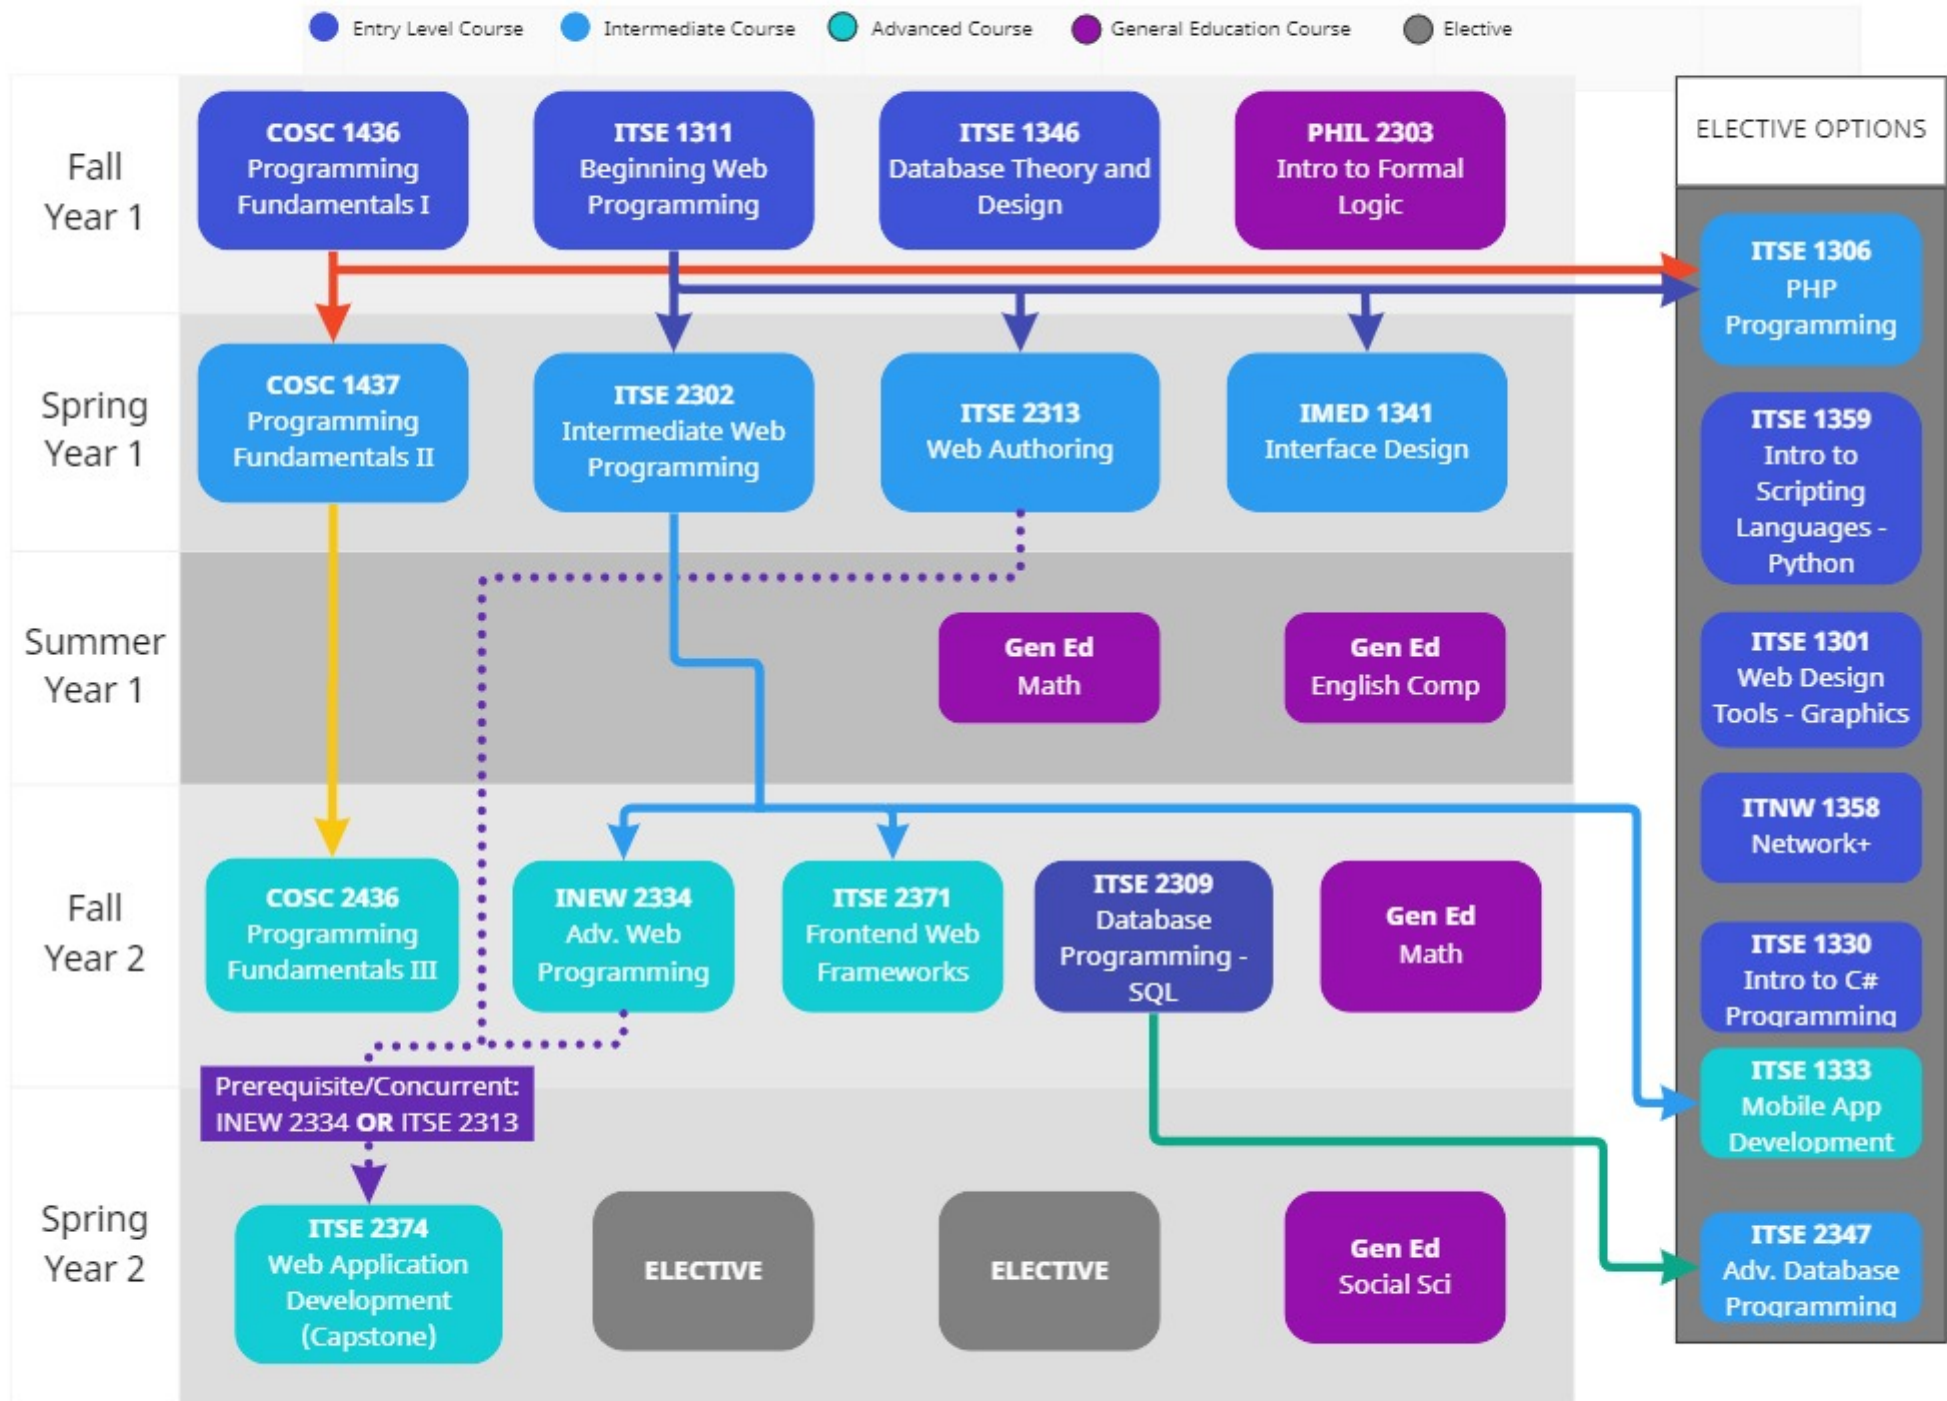 Entry Level Course
Intermediate Course
Advanced Course
General Education Course
Elective
Fall
Year 1
COSC 1436
Programming
Fundamentals I
ITSE 1311
Beginning Web
Programming
ITSE 1346
Database Theory and
Design
PHIL 2303
Intro to Formal
Logic
Spring
Year 1
COSC 1437
Programming
Fundamentals II
ITSE 2302
Intermediate Web
Programming
ITSE 2313
Web Authoring
IMED 1341
Interface Design
Summer
Year 1
Gen Ed
Math
Gen Ed
English Comp
Fall
Year 2
COSC 2436
Programming
Fundamentals III
INEW 2334
Adv. Web
Programming
ITSE 2371
Frontend Web
Frameworks
ITSE 2309
Database
Programming -
SQL
Gen Ed
Math
Prerequisite/Concurrent:
INEW 2334 OR ITSE 2313
Spring
Year 2
ITSE 2374
Web Application
Development
(Capstone)
ELECTIVE
ELECTIVE
Gen Ed
Social Sci
ELECTIVE OPTIONS
ITSE 1306
PHP
Programming
ITSE 1359
Intro to
Scripting
Languages -
Python
ITSE 1301
Web Design
Tools - Graphics
ITNW 1358
Network+
ITSE 1330
Intro to C#
Programming
ITSE 1333
Mobile App
Development
ITSE 2347
Adv. Database
Programming